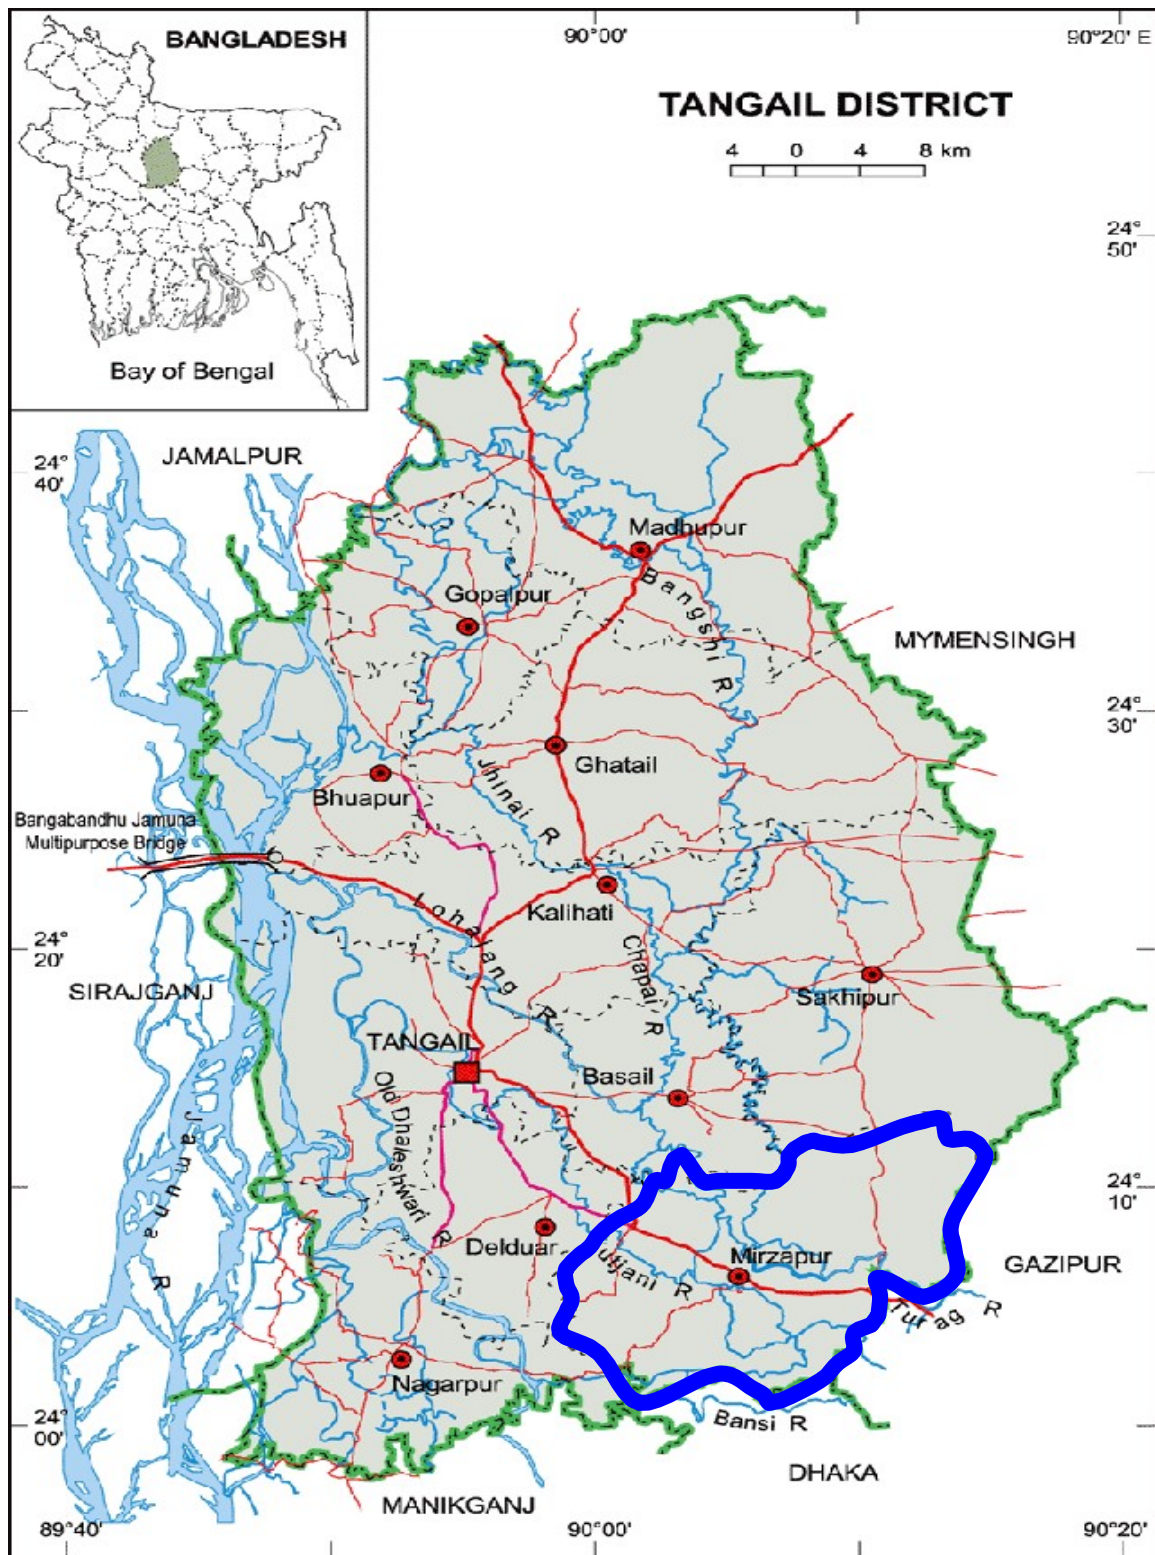 BANGLADESH
Bay of Bengal
90°00'
90°20' E
TANGAIL DISTRICT
4 0 4 8 km
24°
50'
JAMALPUR
24°
40'
Madhupur
Bangshi R
Gopalpur
MYMENSINGH
24°
30'
Ghatail
Jhinai R
Bhuapur
Bangabandhu Jamuna
Multipurpose Bridge
Kalihati
Lohajang R
Chapai R
24°
20'
SIRAJGANJ
Sakhipur
TANGAIL
Basail
Old Dhaleshwari R
Jamuna R
24°
10'
Delduar
Mirzapur
GAZIPUR
utjani R
Turag R
Nagarpur
Bansi R
24°
00'
DHAKA
MANIKGANJ
89°40'
90°00'
90°20'